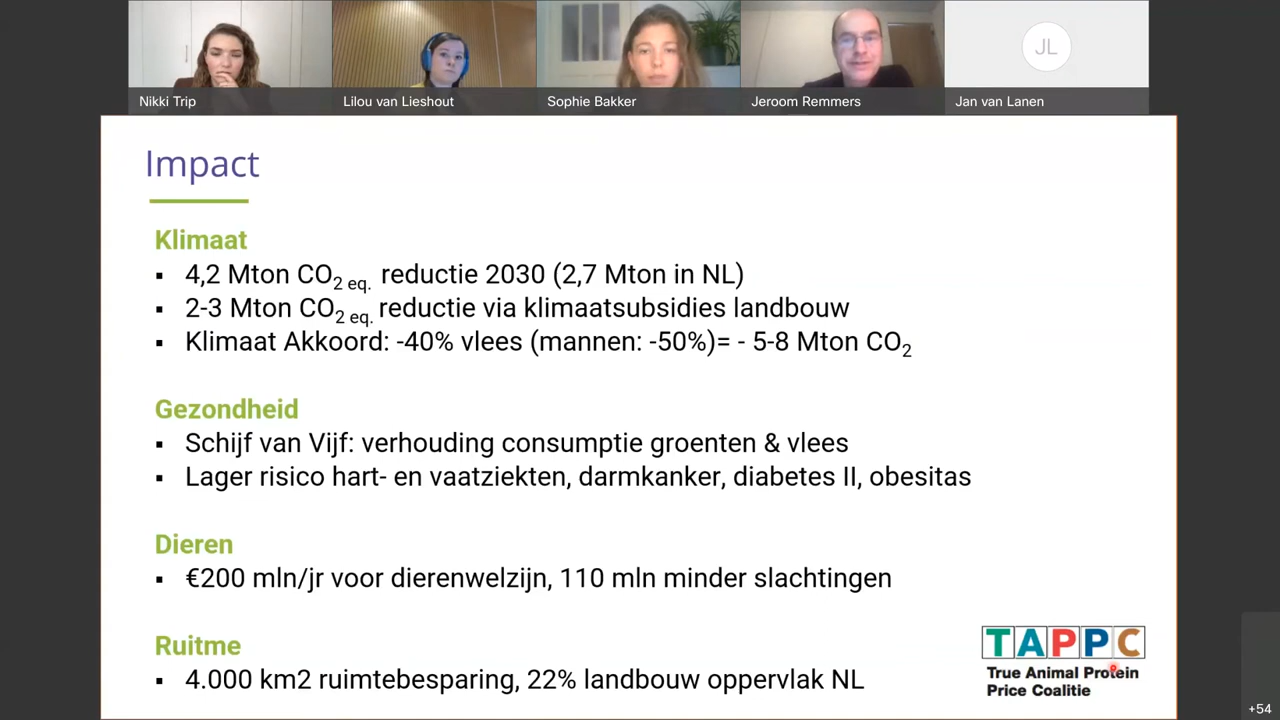 Nikki Trip
Lilou van Lieshout
Sophie Bakker
Jeroom Remmers
JL
Jan van Lanen
Impact
Klimaat
▪ 4,2 Mton CO2 eq. reductie 2030 (2,7 Mton in NL)
▪ 2-3 Mton CO2 eq. reductie via klimaatsubsidies landbouw
▪ Klimaat Akkoord: -40% vlees (mannen: -50%)= - 5-8 Mton CO2
Gezondheid
▪ Schijf van Vijf: verhouding consumptie groenten & vlees
▪ Lager risico hart- en vaatziekten, darmkanker, diabetes II, obesitas
Dieren
▪ €200 mln/jr voor dierenwelzijn, 110 mln minder slachtingen
Ruitme
▪ 4.000 km2 ruimtebesparing, 22% landbouw oppervlak NL
TAPPC
True Animal Protein
Price Coalitie
+54